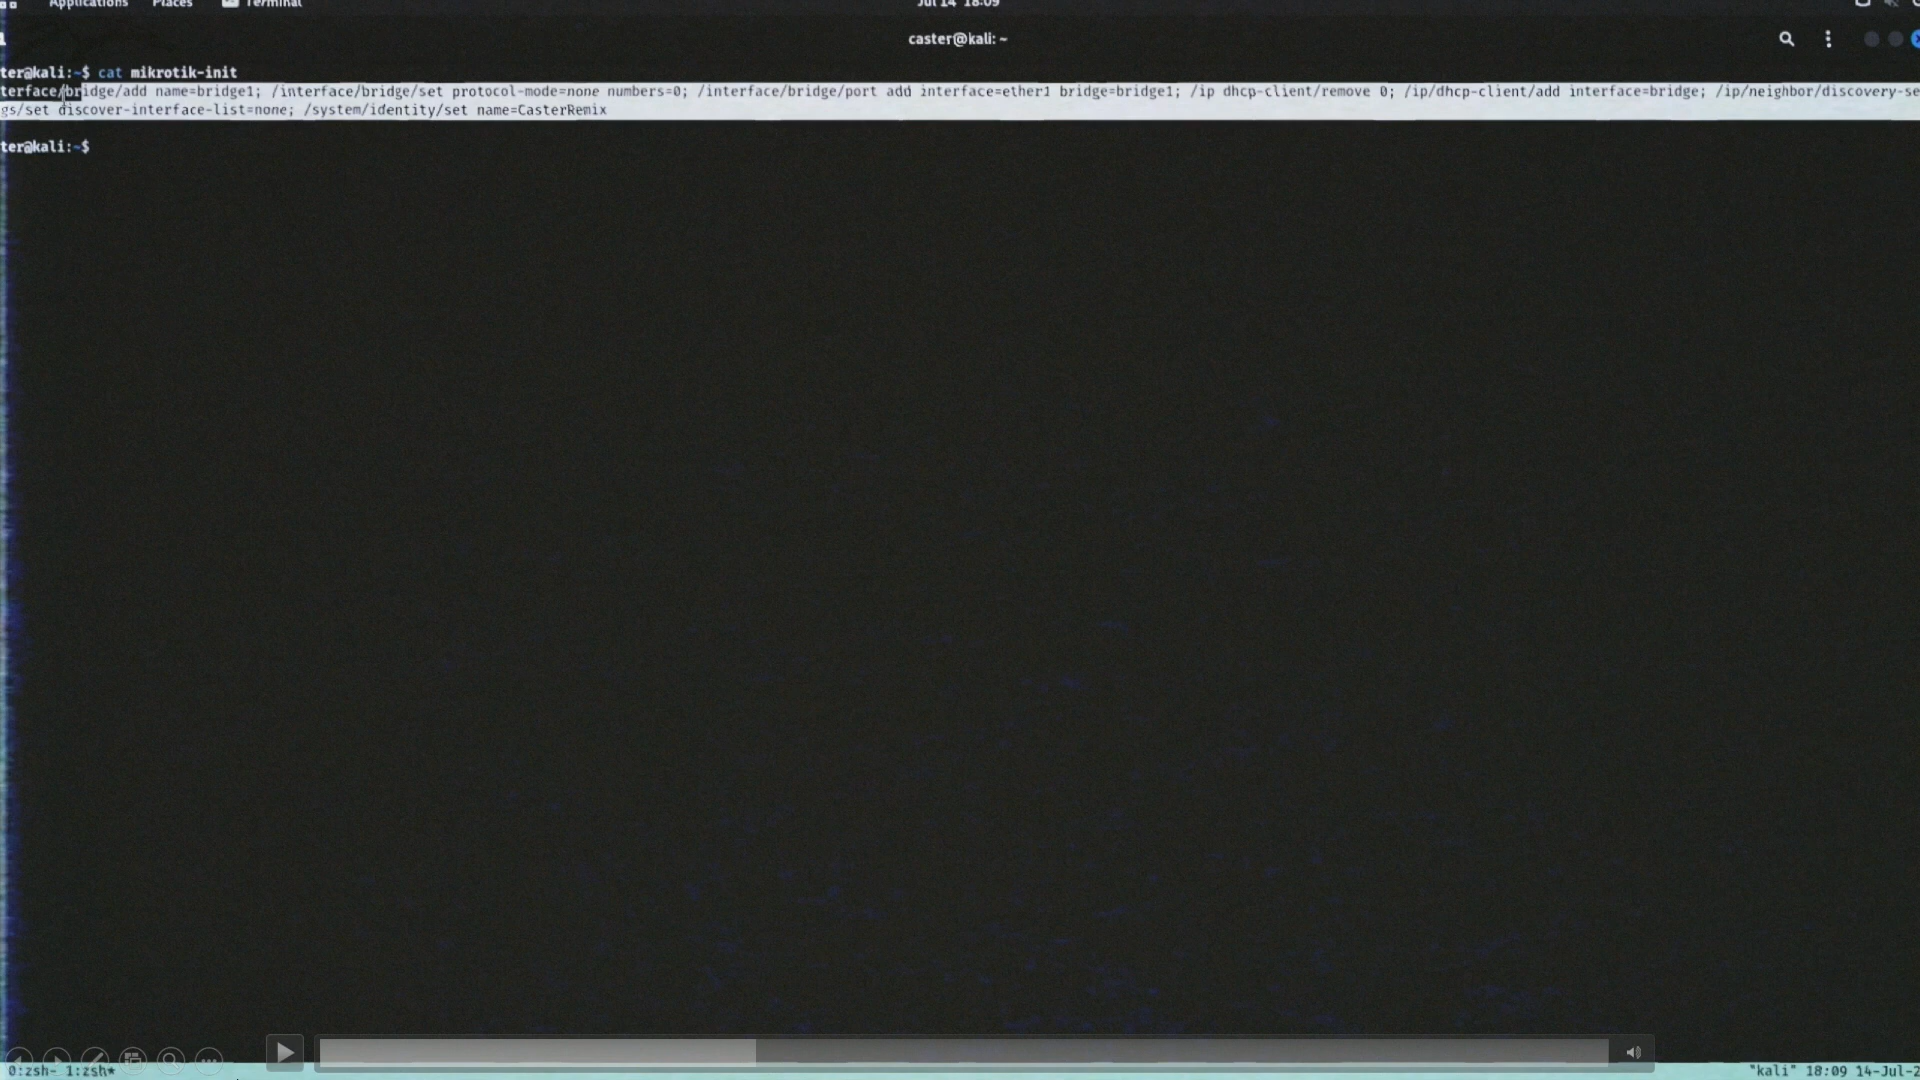 Applications Places Terminal
Jul 14 18:09
caster@kali: ~
ter@kali:~$ cat mikrotik-init
terface/bridge/add name=bridge1; /interface/bridge/set protocol-mode=none numbers=0; /interface/bridge/port add interface=ether1 bridge=bridge1; /ip dhcp-client/remove 0; /ip/dhcp-client/add interface=bridge; /ip/neighbor/discovery-se
gs/set discover-interface-list=none; /system/identity/set name=CasterRemix
ter@kali:~$
0:zsh- 1:zsh* "kali" 18:09 14-Jul-2